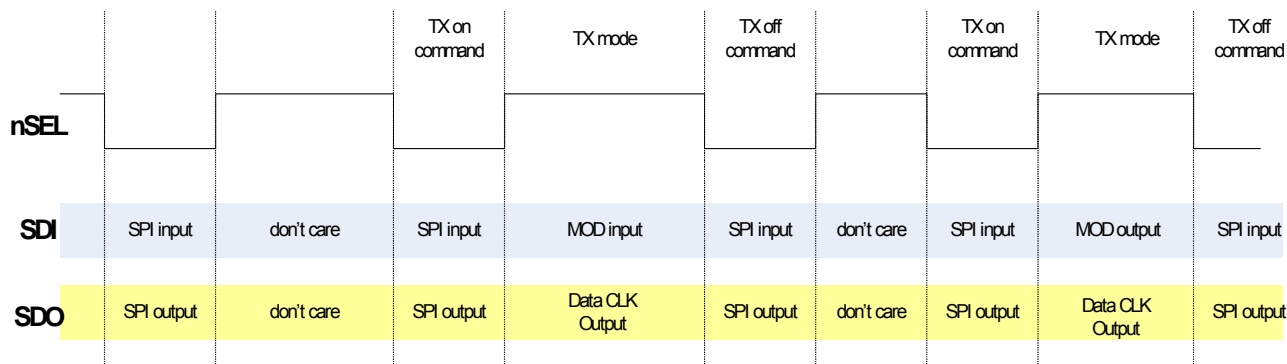 TX on command TX mode TX off command TX on command TX mode TX off command
nSEL
SDI SPI input don't care SPI input MOD input SPI input don't care SPI input MOD output SPI input
SDO SPI output don't care SPI output Data CLK Output SPI output don't care SPI output Data CLK Output SPI output